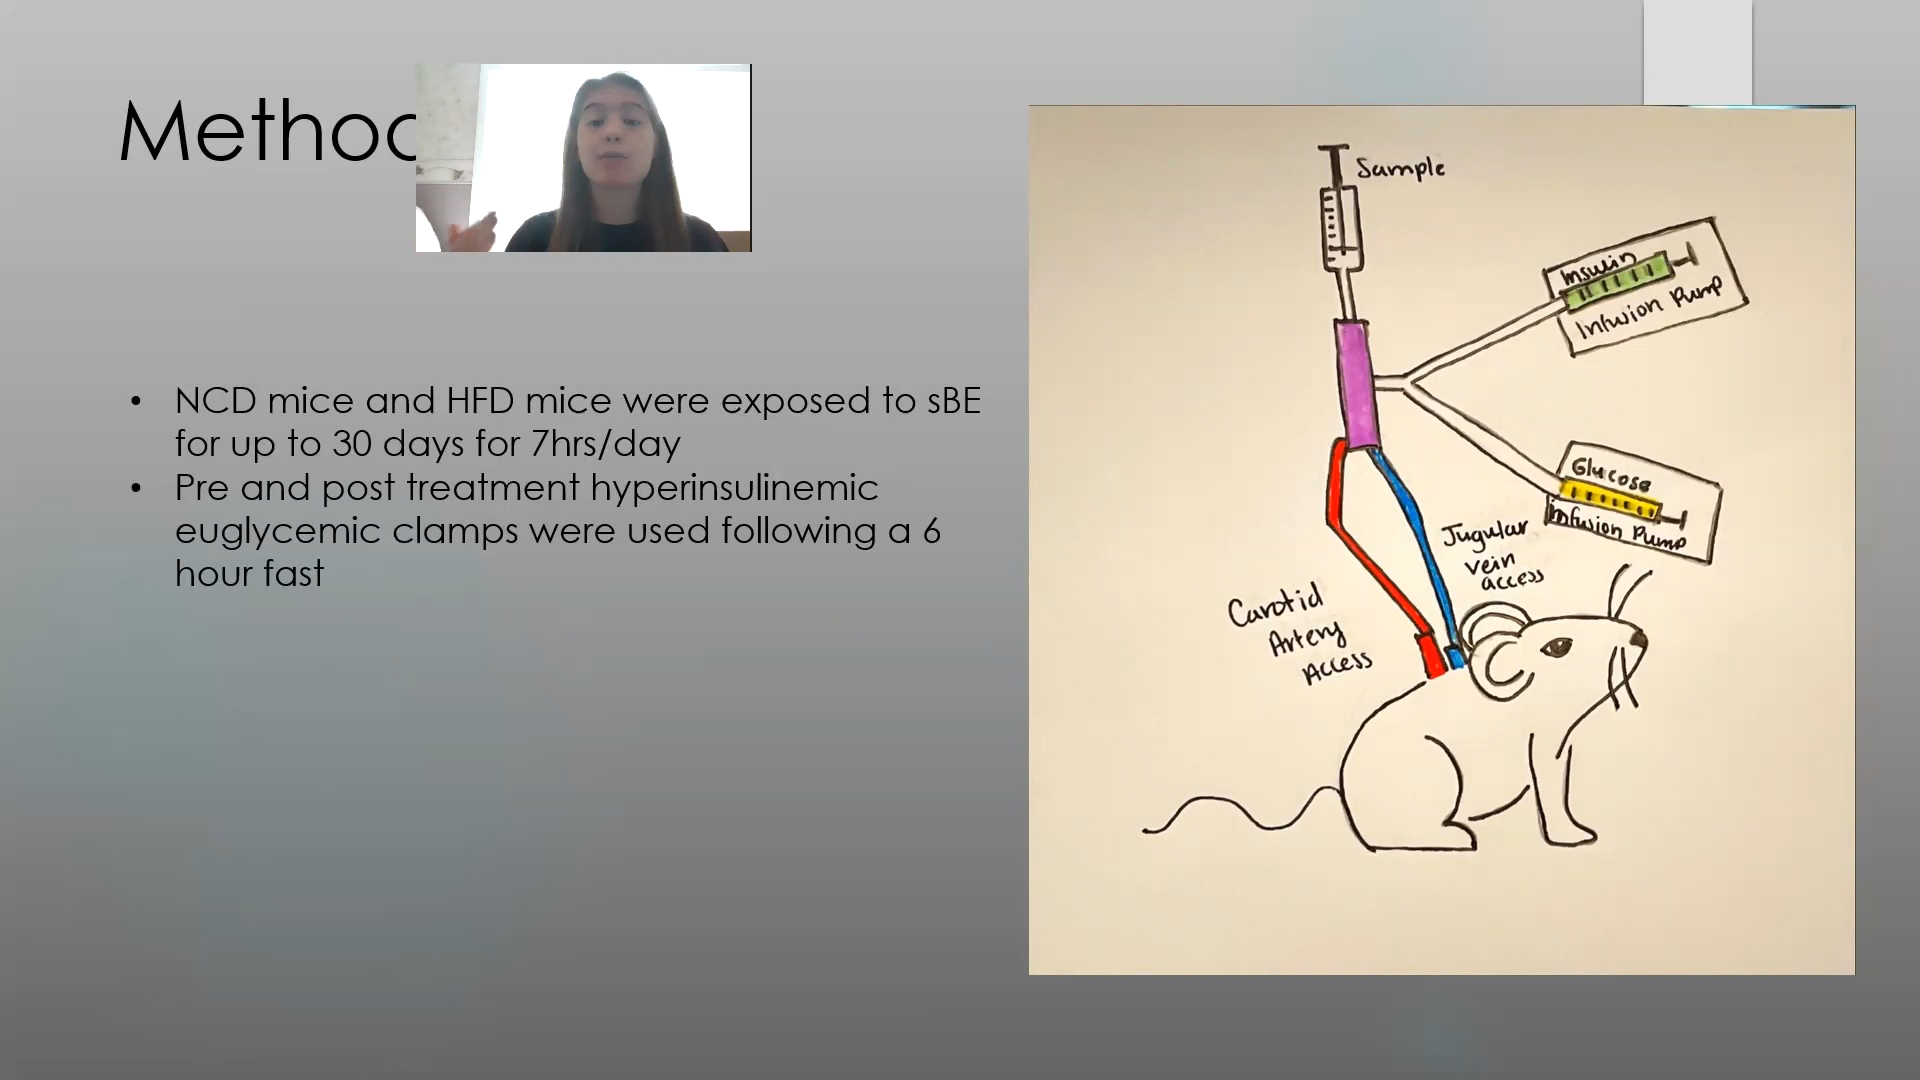 Method
• NCD mice and HFD mice were exposed to sBE
for up to 30 days for 7hrs/day
• Pre and post treatment hyperinsulinemic
euglycemic clamps were used following a 6
hour fast
Sample
Insulin
Infusion Pump
Glucose
Infusion Pump
Jugular
vein
access
Carotid
Artery
Access